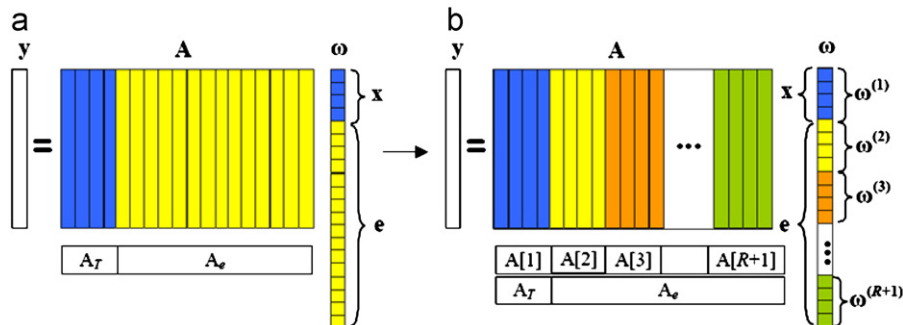 a
y = A ω
x
e
A_T A_e
b
y = A ω
x ω^(1)
ω^(2)
ω^(3)
e
...
ω^(R+1)
A[1] A[2] A[3] A[R+1]
A_T A_e